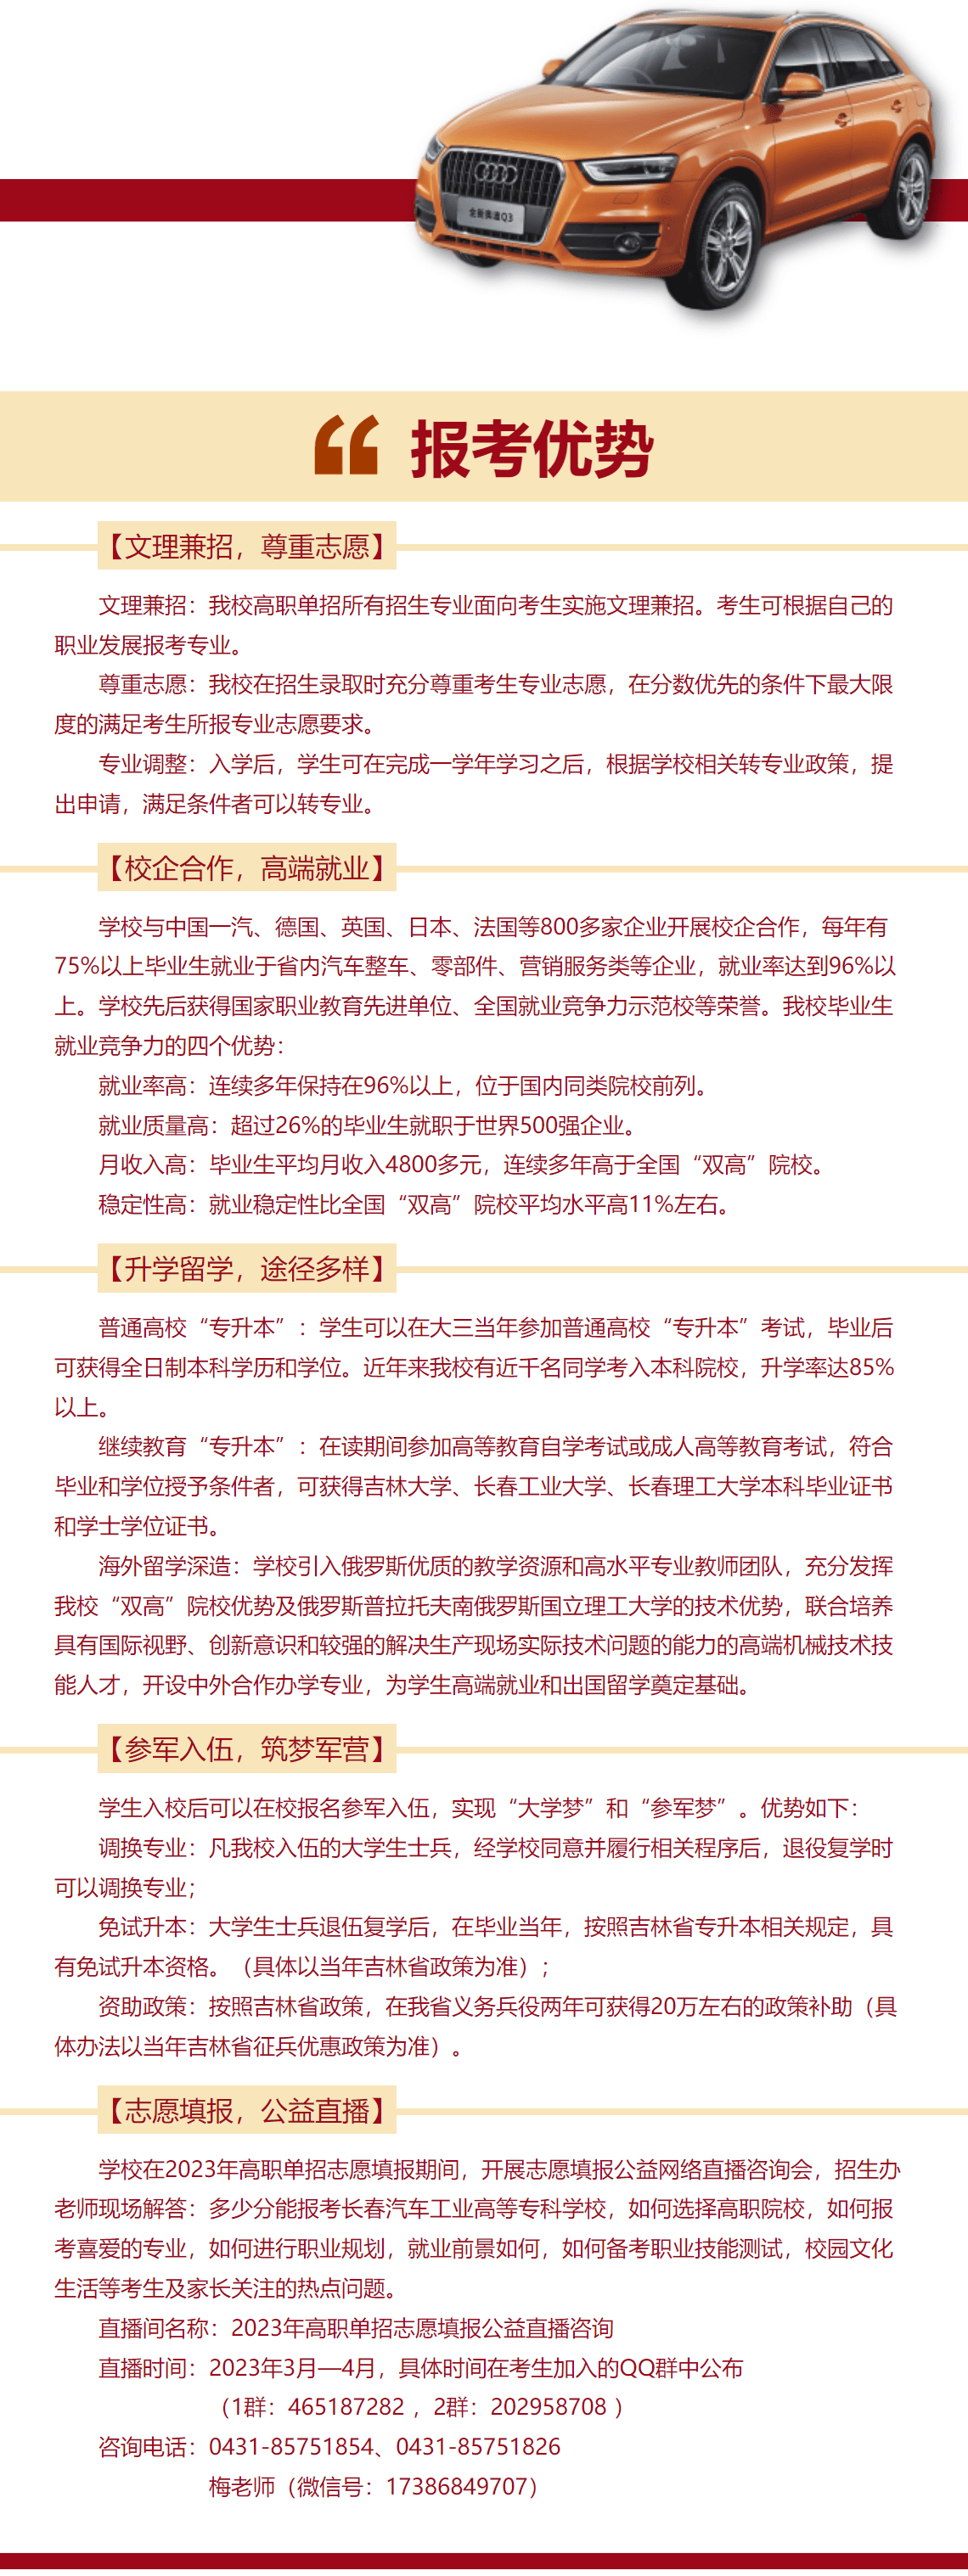 全新奥迪Q3
“ 报考优势
【文理兼招，尊重志愿】
文理兼招：我校高职单招所有招生专业面向考生实施文理兼招。考生可根据自己的
职业发展报考专业。
尊重志愿：我校在招生录取时充分尊重考生专业志愿，在分数优先的条件下最大限
度的满足考生所报专业志愿要求。
专业调整：入学后，学生可在完成一学年学习之后，根据学校相关转专业政策，提
出申请，满足条件者可以转专业。
【校企合作，高端就业】
学校与中国一汽、德国、英国、日本、法国等800多家企业开展校企合作，每年有
75%以上毕业生就业于省内汽车整车、零部件、营销服务类等企业，就业率达到96%以
上。学校先后获得国家职业教育先进单位、全国就业竞争力示范校等荣誉。我校毕业生
就业竞争力的四个优势：
就业率高：连续多年保持在96%以上，位于国内同类院校前列。
就业质量高：超过26%的毕业生就职于世界500强企业。
月收入高：毕业生平均月收入4800多元，连续多年高于全国“双高”院校。
稳定性高：就业稳定性比全国“双高”院校平均水平高11%左右。
【升学留学，途径多样】
普通高校“专升本”：学生可以在大三当年参加普通高校“专升本”考试，毕业后
可获得全日制本科学历和学位。近年来我校有近千名同学考入本科院校，升学率达85%
以上。
继续教育“专升本”：在读期间参加高等教育自学考试或成人高等教育考试，符合
毕业和学位授予条件者，可获得吉林大学、长春工业大学、长春理工大学本科毕业证书
和学士学位证书。
海外留学深造：学校引入俄罗斯优质的教学资源和高水平专业教师团队，充分发挥
我校“双高”院校优势及俄罗斯普拉托夫南俄罗斯国立理工大学的技术优势，联合培养
具有国际视野、创新意识和较强的解决生产现场实际技术问题的能力的高端机械技术技
能人才，开设中外合作办学专业，为学生高端就业和出国留学奠定基础。
【参军入伍，筑梦军营】
学生入校后可以在校报名参军入伍，实现“大学梦”和“参军梦”。优势如下：
调换专业：凡我校入伍的大学生士兵，经学校同意并履行相关程序后，退役复学时
可以调换专业；
免试升本：大学生士兵退伍复学后，在毕业当年，按照吉林省专升本相关规定，具
有免试升本资格。（具体以当年吉林省政策为准）；
资助政策：按照吉林省政策，在我省义务兵役两年可获得20万左右的政策补助（具
体办法以当年吉林省征兵优惠政策为准）。
【志愿填报，公益直播】
学校在2023年高职单招志愿填报期间，开展志愿填报公益网络直播咨询会，招生办
老师现场解答：多少分能报考长春汽车工业高等专科学校，如何选择高职院校，如何报
考喜爱的专业，如何进行职业规划，就业前景如何，如何备考职业技能测试，校园文化
生活等考生及家长关注的热点问题。
直播间名称：2023年高职单招志愿填报公益直播咨询
直播时间：2023年3月—4月，具体时间在考生加入的QQ群中公布
（1群：465187282 ，2群：202958708 ）
咨询电话：0431-85751854、0431-85751826
梅老师（微信号：17386849707）